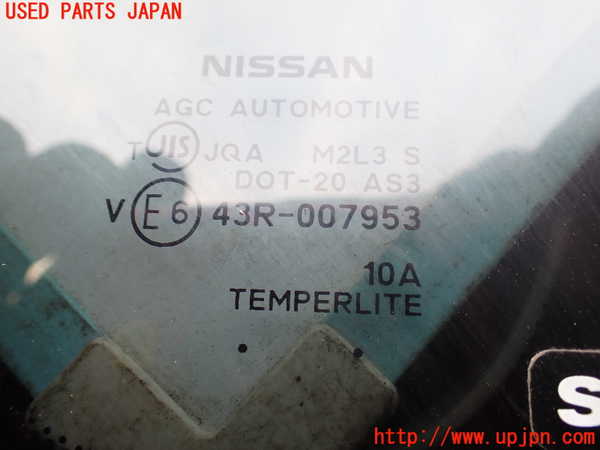 USED PARTS JAPAN
NISSAN
AGC AUTOMOTIVE
T JIS JQA M2L3 S
DOT-20 AS3
V E6 43R-007953
10A
TEMPERLITE
S
http://www.upjpn.com/